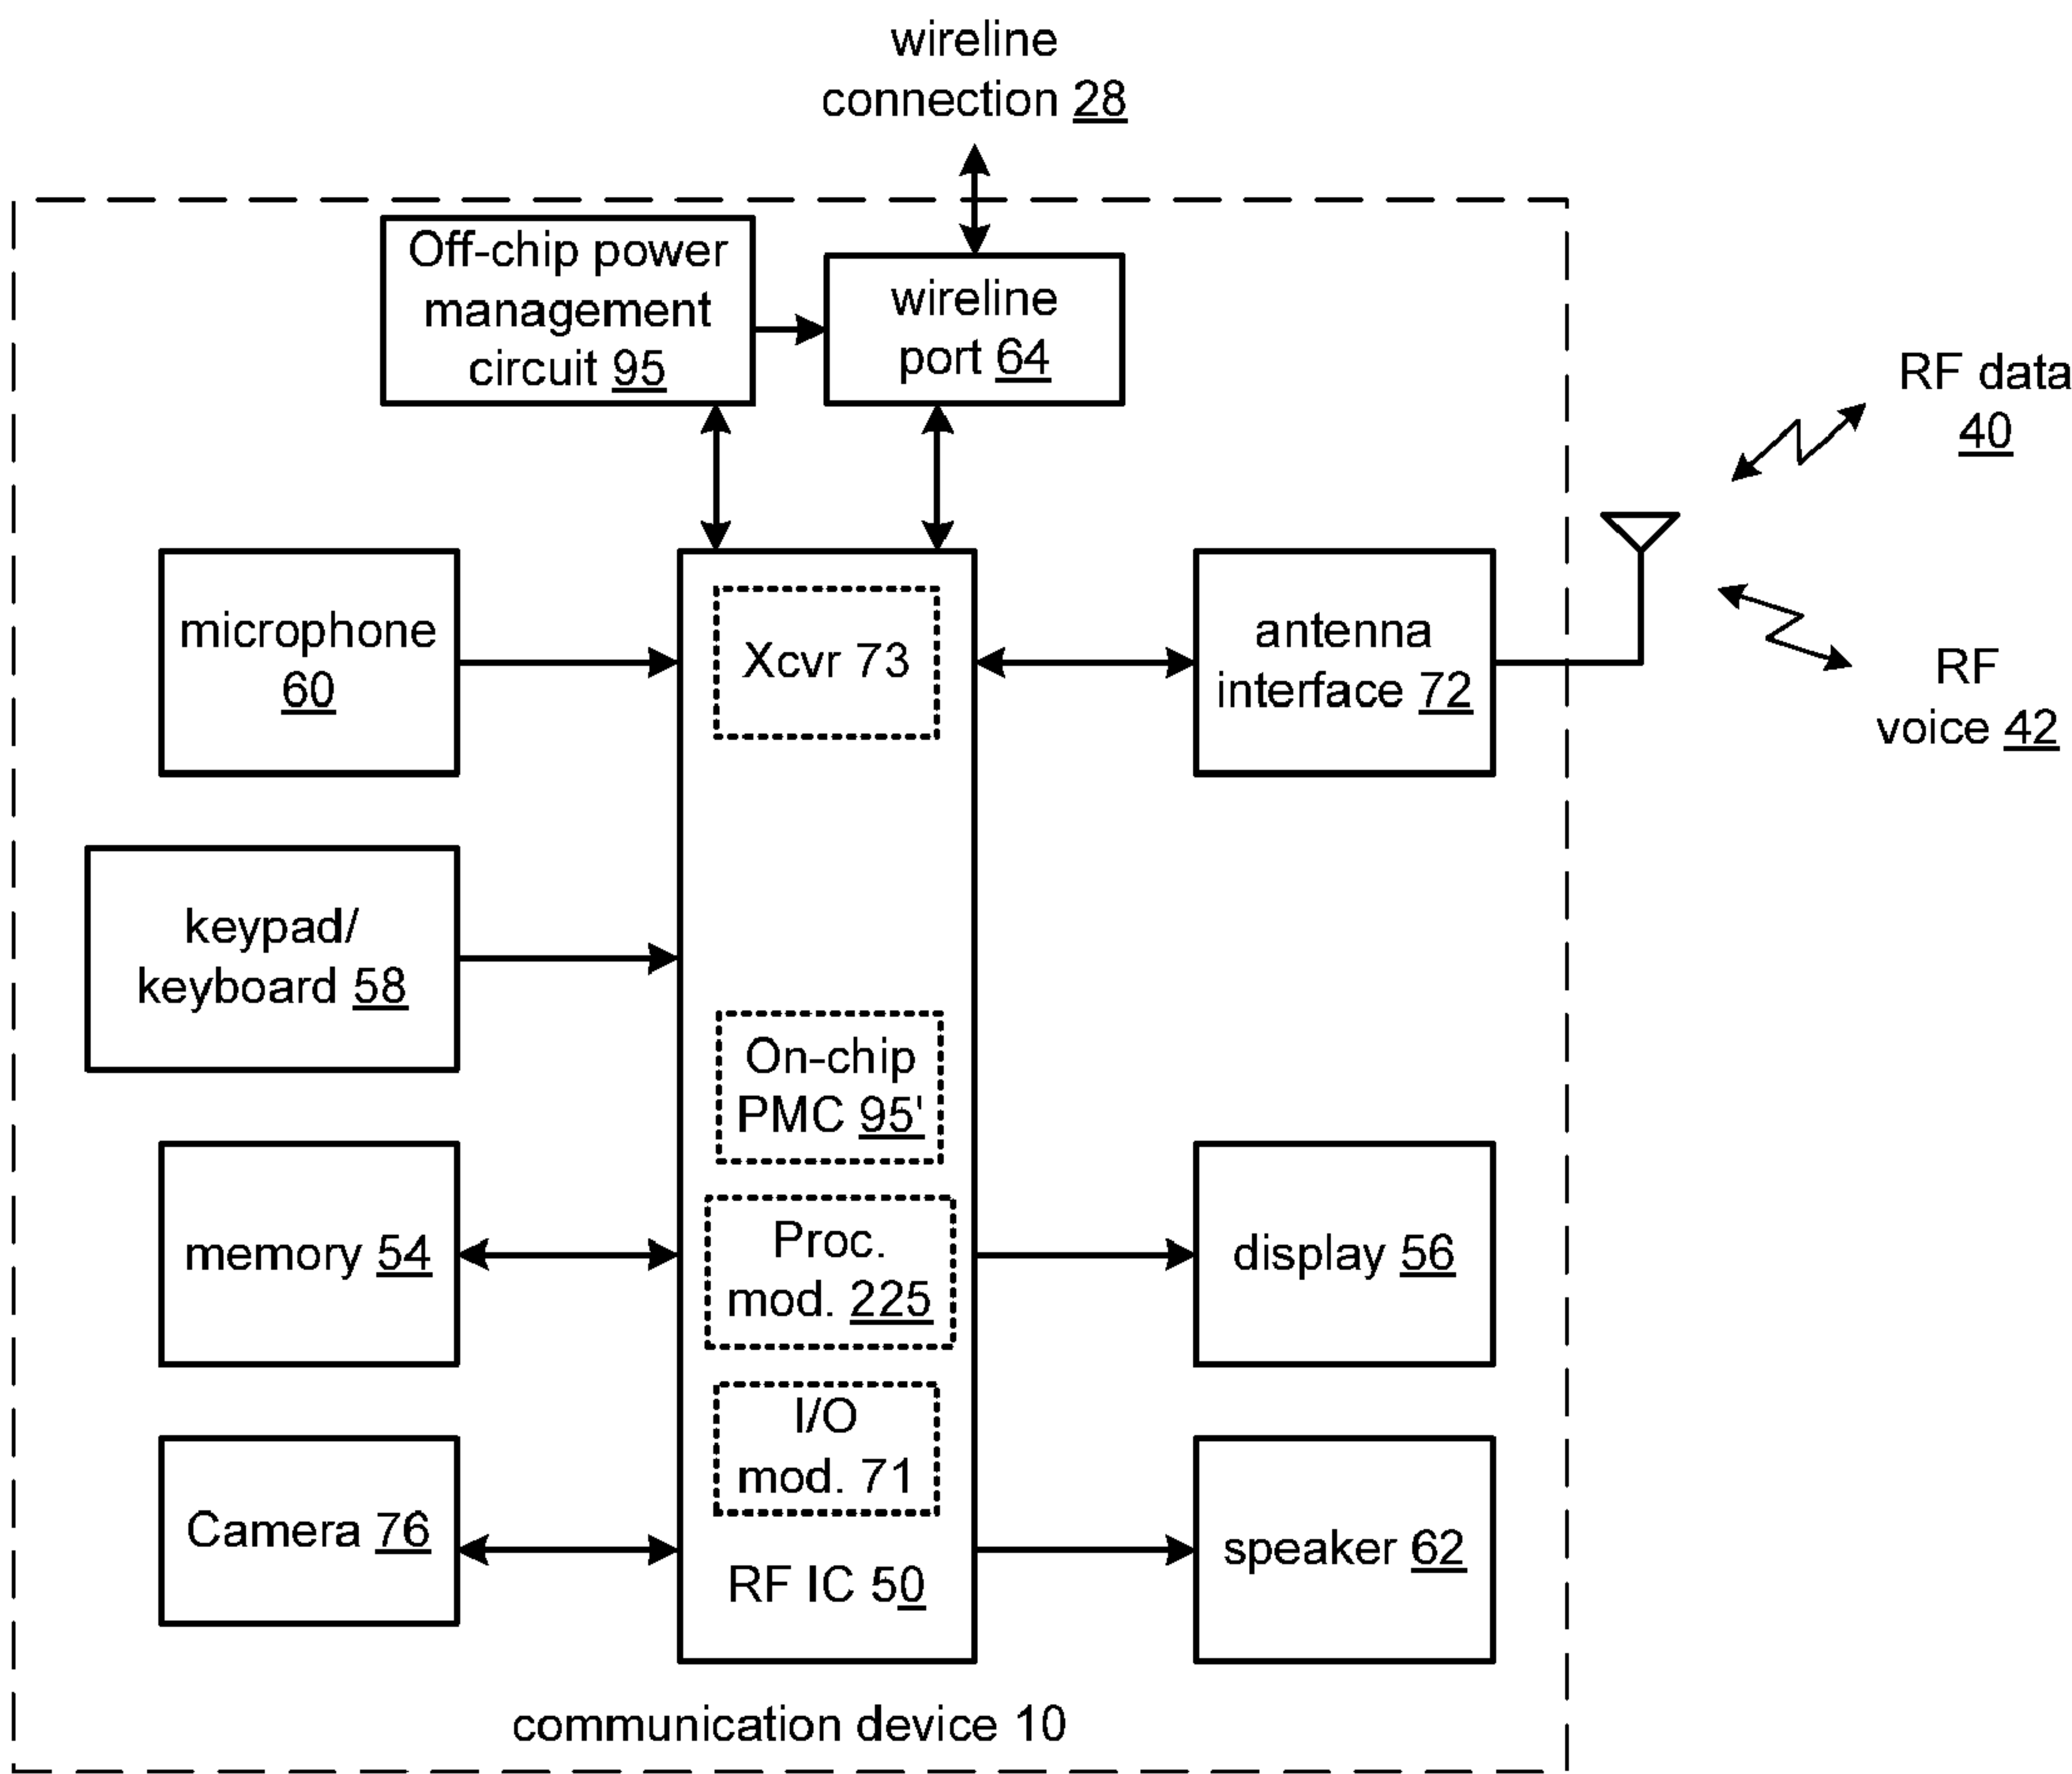 wireline
connection 28
Off-chip power
management
circuit 95
wireline
port 64
RF data
40
microphone
60
Xcvr 73
antenna
interface 72
RF
voice 42
keypad/
keyboard 58
On-chip
PMC 95'
memory 54
Proc.
mod. 225
display 56
I/O
mod. 71
Camera 76
RF IC 50
speaker 62
communication device 10